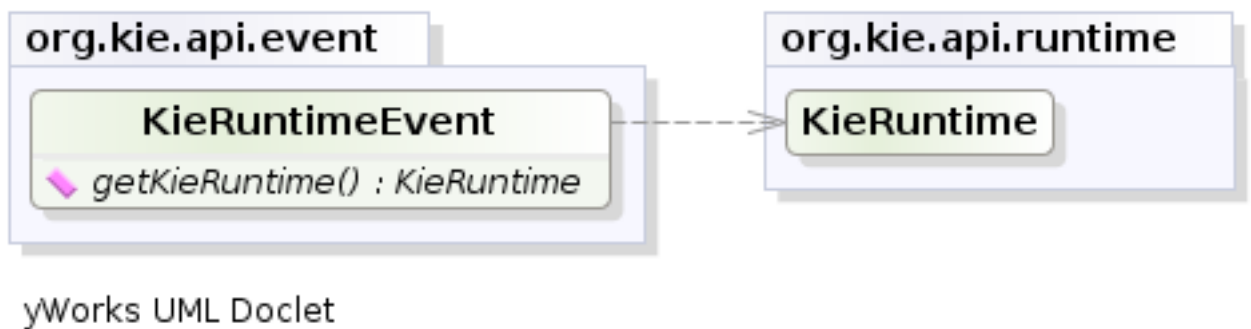 org.kie.api.event
KieRuntimeEvent
getKieRuntime() : KieRuntime
org.kie.api.runtime
KieRuntime
yWorks UML Doclet